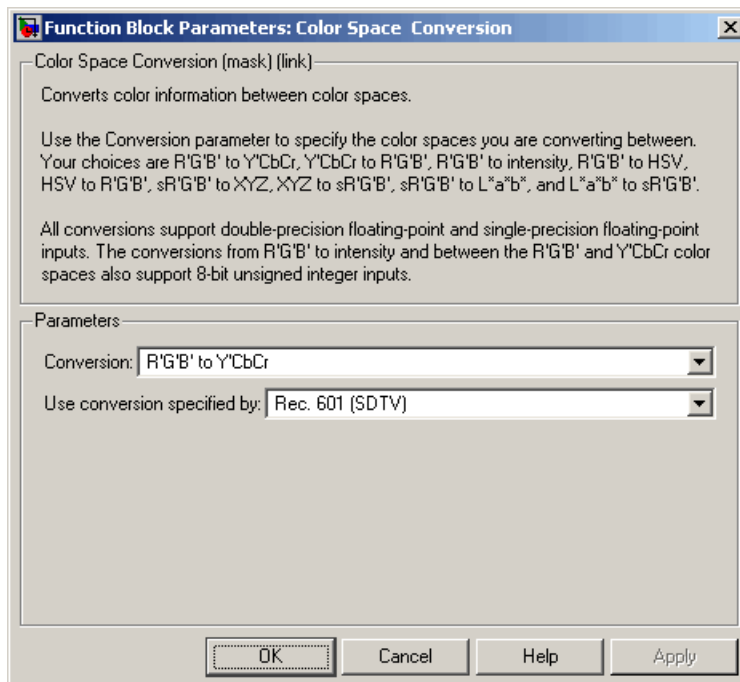 Function Block Parameters: Color Space Conversion
Color Space Conversion (mask) (link)
Converts color information between color spaces.
Use the Conversion parameter to specify the color spaces you are converting between.
Your choices are R'G'B' to Y'CbCr, Y'CbCr to R'G'B', R'G'B' to intensity, R'G'B' to HSV,
HSV to R'G'B', sR'G'B' to XYZ, XYZ to sR'G'B', sR'G'B' to L*a*b*, and L*a*b* to sR'G'B'.
All conversions support double-precision floating-point and single-precision floating-point
inputs. The conversions from R'G'B' to intensity and between the R'G'B' and Y'CbCr color
spaces also support 8-bit unsigned integer inputs.
Parameters
Conversion: R'G'B' to Y'CbCr
Use conversion specified by: Rec. 601 (SDTV)
OK Cancel Help Apply